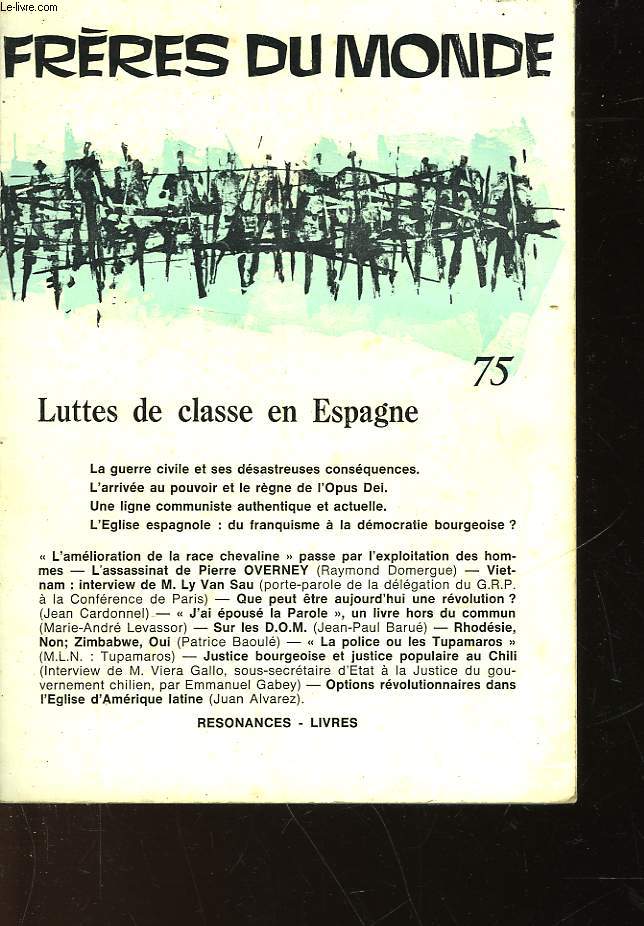 Le-livre.com
FRÈRES DU MONDE
75
Luttes de classe en Espagne
La guerre civile et ses désastreuses conséquences.
L'arrivée au pouvoir et le règne de l'Opus Dei.
Une ligne communiste authentique et actuelle.
L'Eglise espagnole : du franquisme à la démocratie bourgeoise ?
« L'amélioration de la race chevaline » passe par l'exploitation des hom-
mes — L'assassinat de Pierre OVERNEY (Raymond Domergue) — Viet-
nam : interview de M. Ly Van Sau (porte-parole de la délégation du G.R.P.
à la Conférence de Paris) — Que peut être aujourd'hui une révolution ?
(Jean Cardonnel) — « J'ai épousé la Parole », un livre hors du commun
(Marie-André Levassor) — Sur les D.O.M. (Jean-Paul Barué) — Rhodésie,
Non; Zimbabwe, Oui (Patrice Baoulé) — « La police ou les Tupamaros »
(M.L.N. : Tupamaros) — Justice bourgeoise et justice populaire au Chili
(Interview de M. Viera Gallo, sous-secrétaire d'Etat à la Justice du gou-
vernement chilien, par Emmanuel Gabey) — Options révolutionnaires dans
l'Eglise d'Amérique latine (Juan Alvarez).
RESONANCES - LIVRES